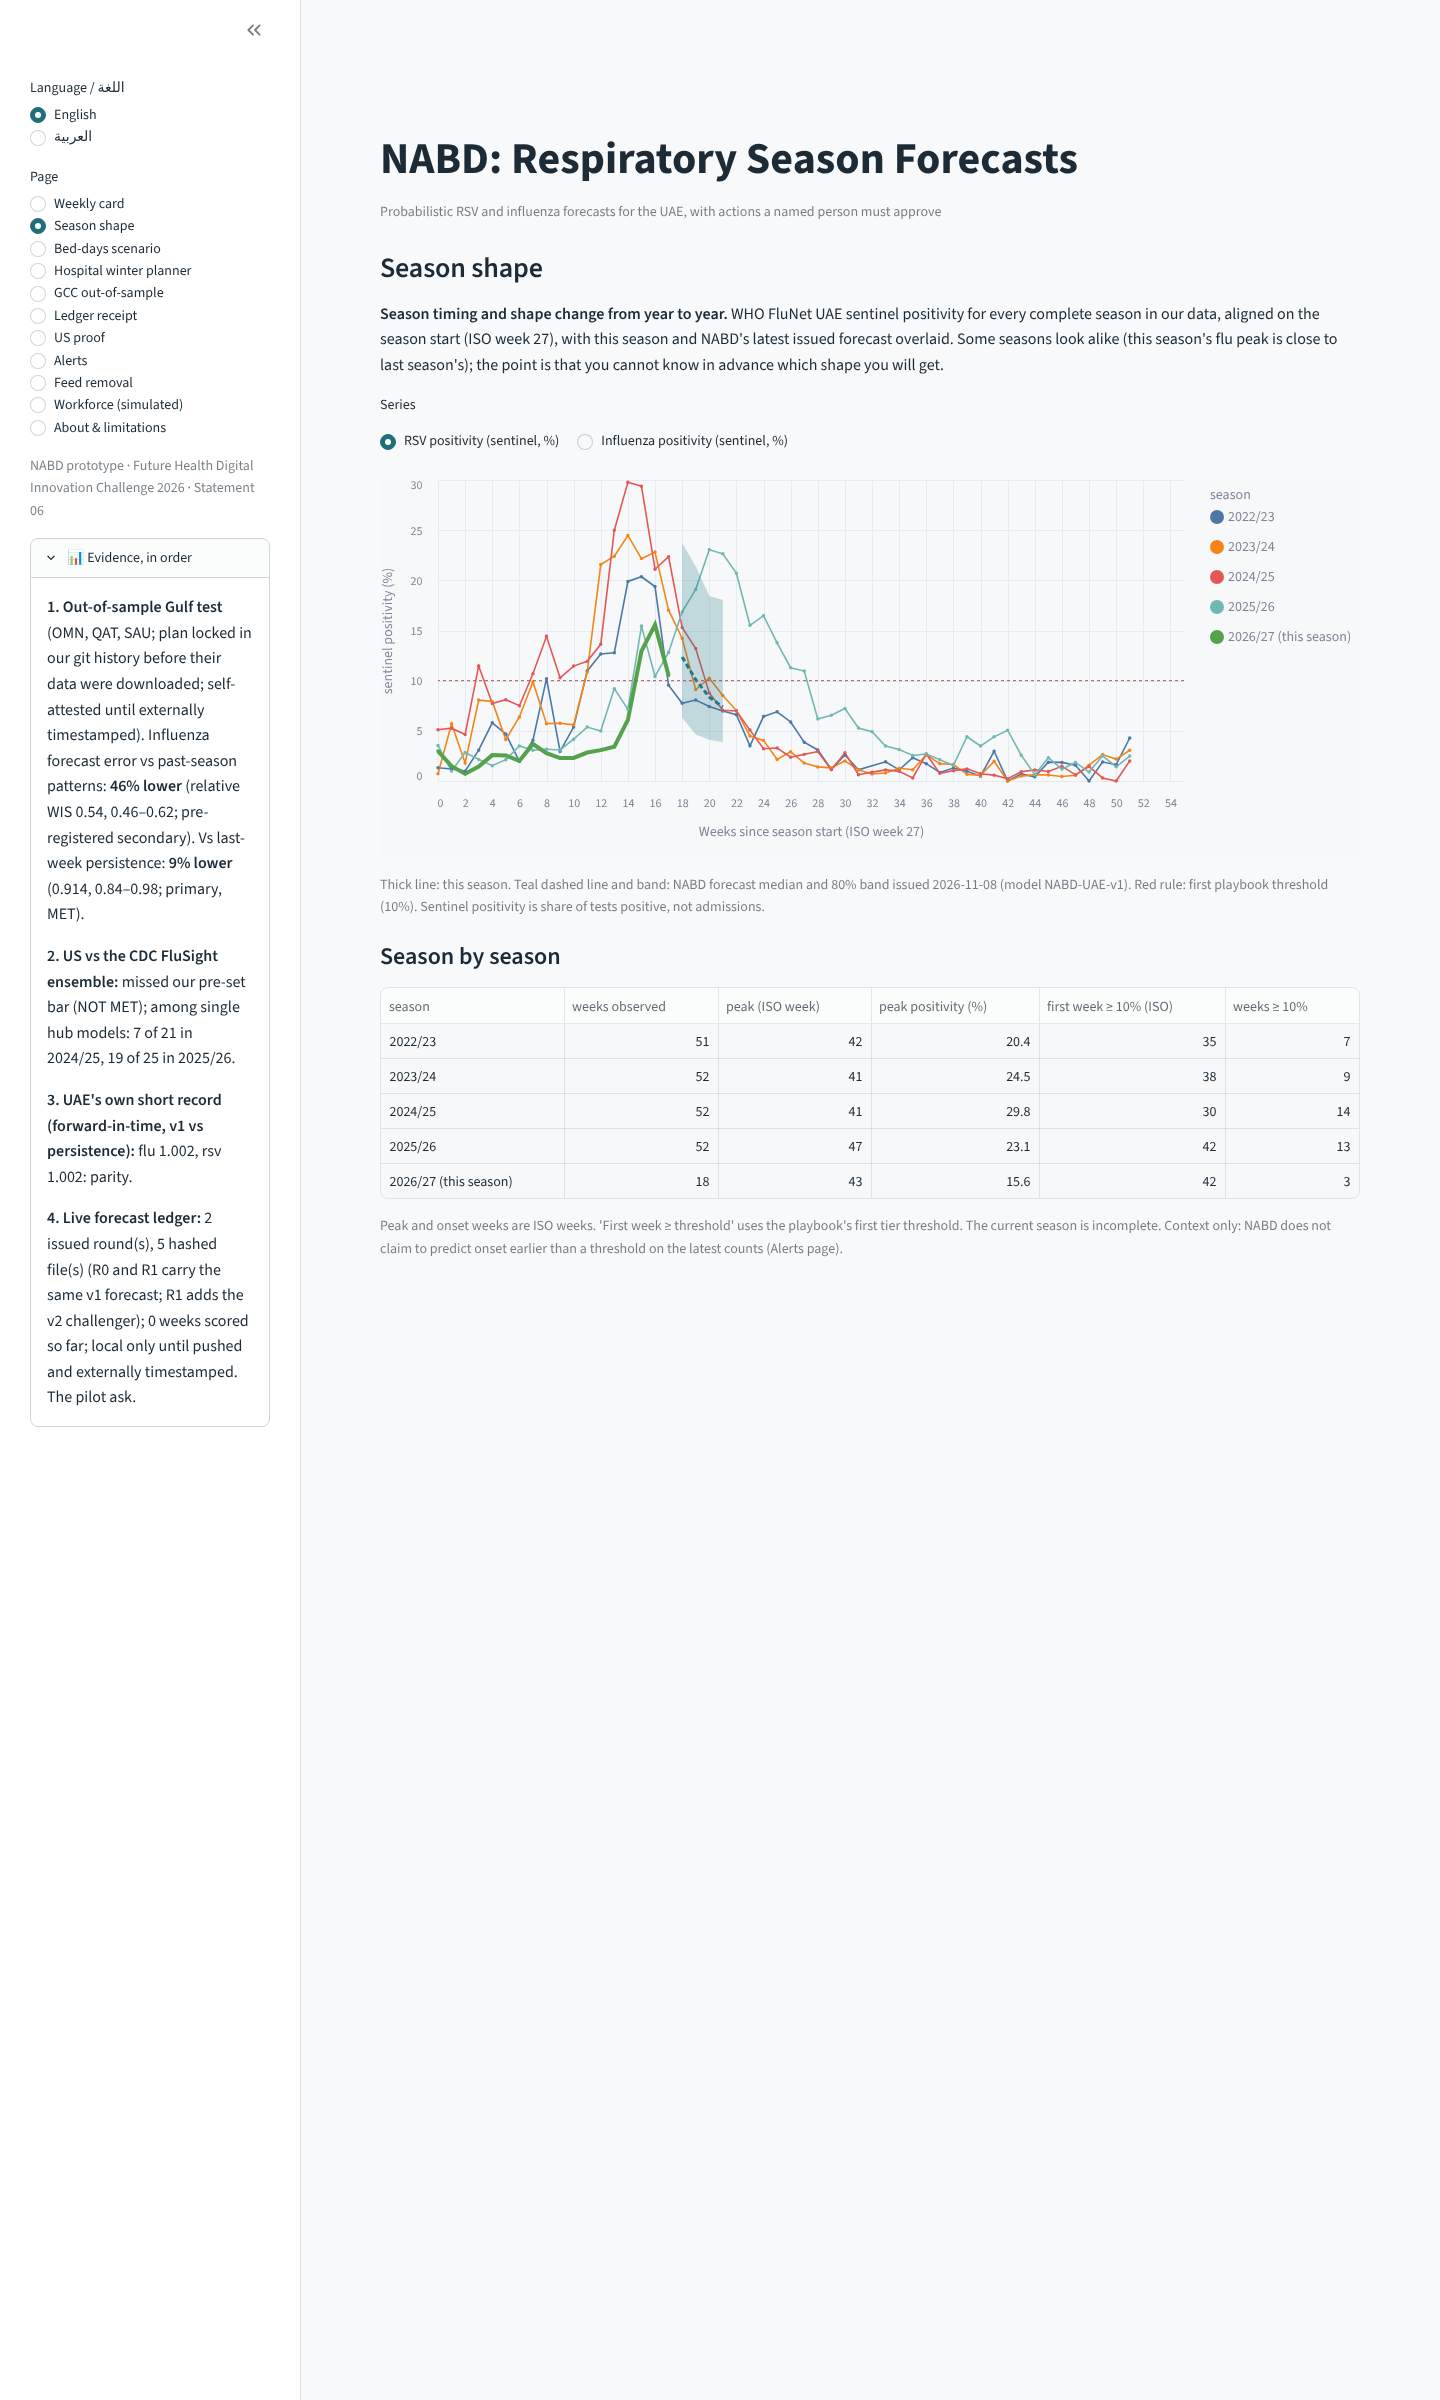 Language / اللغة
English
العربية
Page
Weekly card
Season shape
Bed-days scenario
Hospital winter planner
GCC out-of-sample
Ledger receipt
US proof
Alerts
Feed removal
Workforce (simulated)
About & limitations
NABD prototype · Future Health Digital
Innovation Challenge 2026 · Statement
06
📊 Evidence, in order
1. Out-of-sample Gulf test
(OMN, QAT, SAU; plan locked in
our git history before their
data were downloaded; self-
attested until externally
timestamped). Influenza
forecast error vs past-season
patterns: 46% lower (relative
WIS 0.54, 0.46–0.62; pre-
registered secondary). Vs last-
week persistence: 9% lower
(0.914, 0.84–0.98; primary,
MET).
2. US vs the CDC FluSight
ensemble: missed our pre-set
bar (NOT MET); among single
hub models: 7 of 21 in
2024/25, 19 of 25 in 2025/26.
3. UAE's own short record
(forward-in-time, v1 vs
persistence): flu 1.002, rsv
1.002: parity.
4. Live forecast ledger: 2
issued round(s), 5 hashed
file(s) (R0 and R1 carry the
same v1 forecast; R1 adds the
v2 challenger); 0 weeks scored
so far; local only until pushed
and externally timestamped.
The pilot ask.
NABD: Respiratory Season Forecasts
Probabilistic RSV and influenza forecasts for the UAE, with actions a named person must approve
Season shape
Season timing and shape change from year to year. WHO FluNet UAE sentinel positivity for every complete season in our data, aligned on the
season start (ISO week 27), with this season and NABD's latest issued forecast overlaid. Some seasons look alike (this season's flu peak is close to
last season's); the point is that you cannot know in advance which shape you will get.
Series
RSV positivity (sentinel, %) Influenza positivity (sentinel, %)
30
25
20
15
10
5
0
sentinel positivity (%)
0 2 4 6 8 10 12 14 16 18 20 22 24 26 28 30 32 34 36 38 40 42 44 46 48 50 52 54
Weeks since season start (ISO week 27)
season
2022/23
2023/24
2024/25
2025/26
2026/27 (this season)
Thick line: this season. Teal dashed line and band: NABD forecast median and 80% band issued 2026-11-08 (model NABD-UAE-v1). Red rule: first playbook threshold
(10%). Sentinel positivity is share of tests positive, not admissions.
Season by season
season weeks observed peak (ISO week) peak positivity (%) first week ≥ 10% (ISO) weeks ≥ 10%
2022/23 51 42 20.4 35 7
2023/24 52 41 24.5 38 9
2024/25 52 41 29.8 30 14
2025/26 52 47 23.1 42 13
2026/27 (this season) 18 43 15.6 42 3
Peak and onset weeks are ISO weeks. 'First week ≥ threshold' uses the playbook's first tier threshold. The current season is incomplete. Context only: NABD does not
claim to predict onset earlier than a threshold on the latest counts (Alerts page).